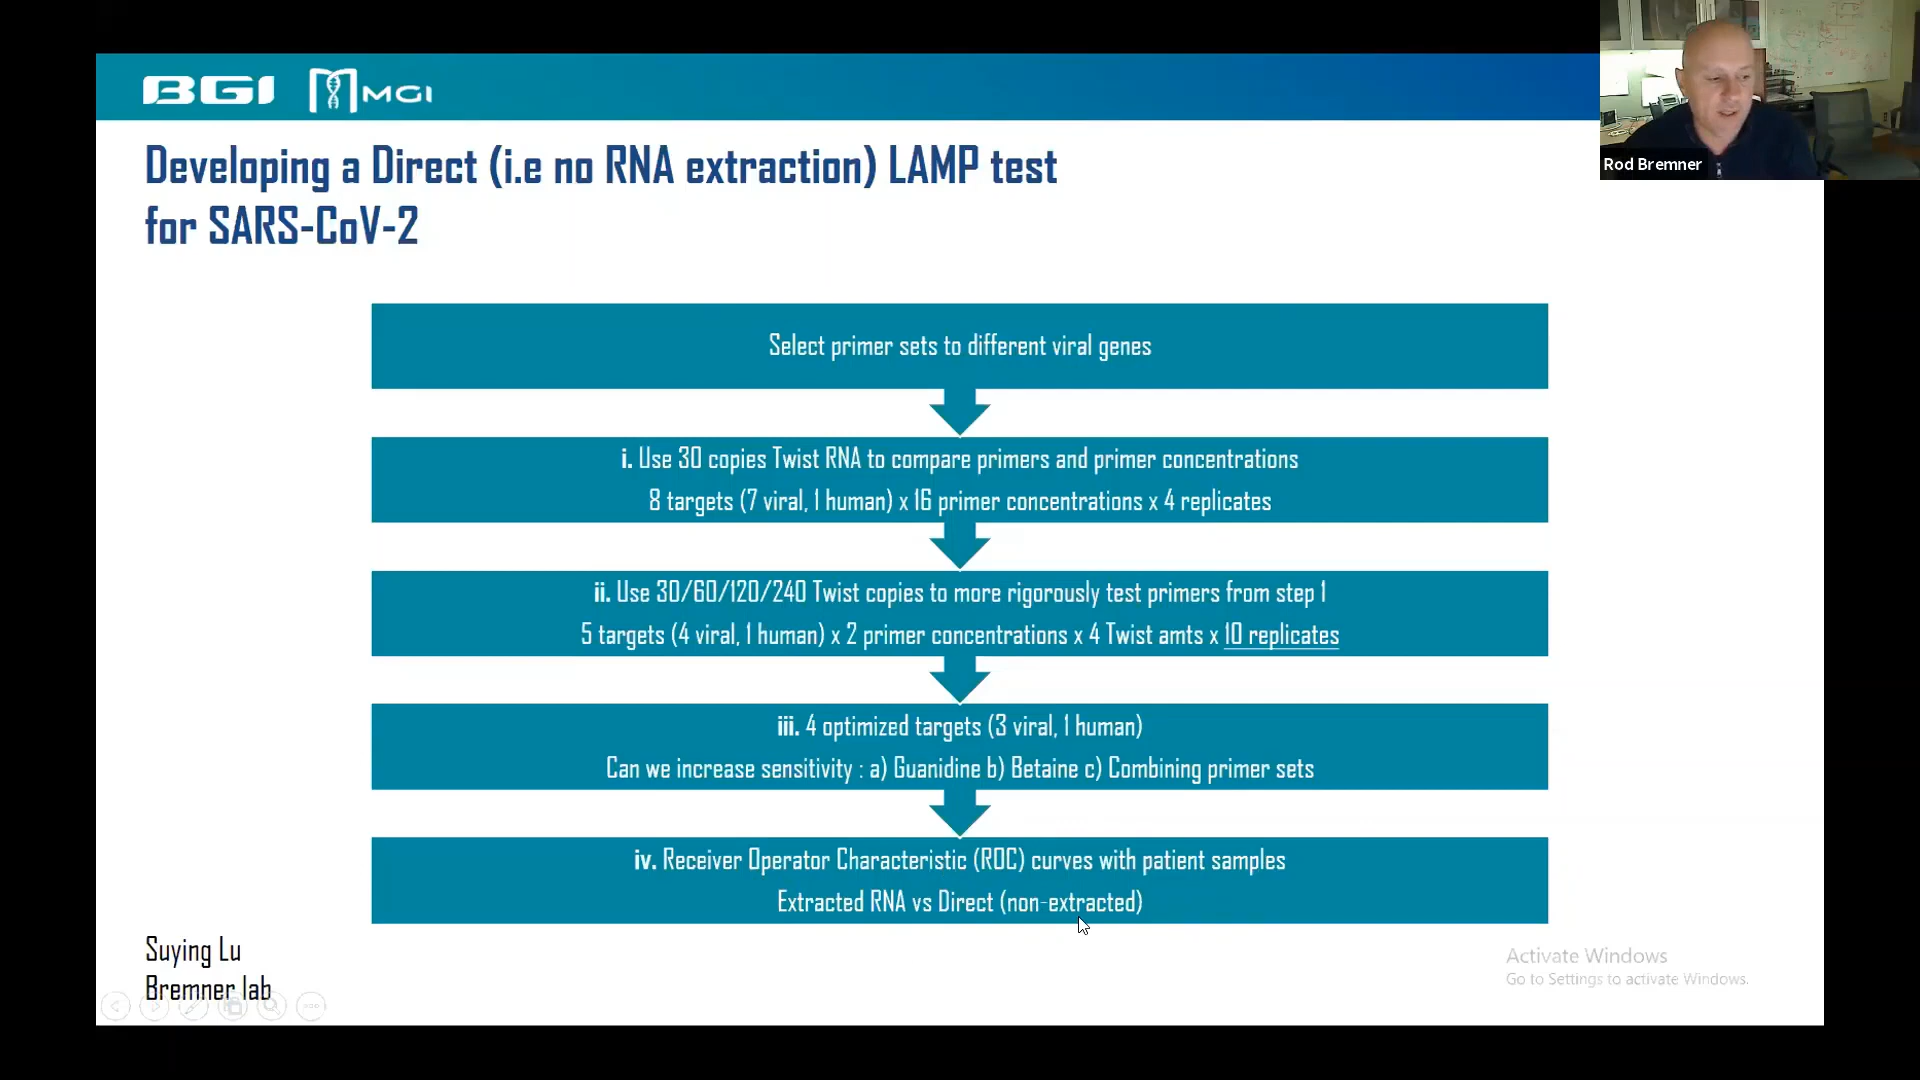 BGI MGI
Rod Bremner
Developing a Direct (i.e no RNA extraction) LAMP test
for SARS-CoV-2
Select primer sets to different viral genes
i. Use 30 copies Twist RNA to compare primers and primer concentrations
8 targets (7 viral, 1 human) x 16 primer concentrations x 4 replicates
ii. Use 30/60/120/240 Twist copies to more rigorously test primers from step 1
5 targets (4 viral, 1 human) x 2 primer concentrations x 4 Twist amts x 10 replicates
iii. 4 optimized targets (3 viral, 1 human)
Can we increase sensitivity : a) Guanidine b) Betaine c) Combining primer sets
iv. Receiver Operator Characteristic (ROC) curves with patient samples
Extracted RNA vs Direct (non-extracted)
Suying Lu
Bremner lab
Activate Windows
Go to Settings to activate Windows.